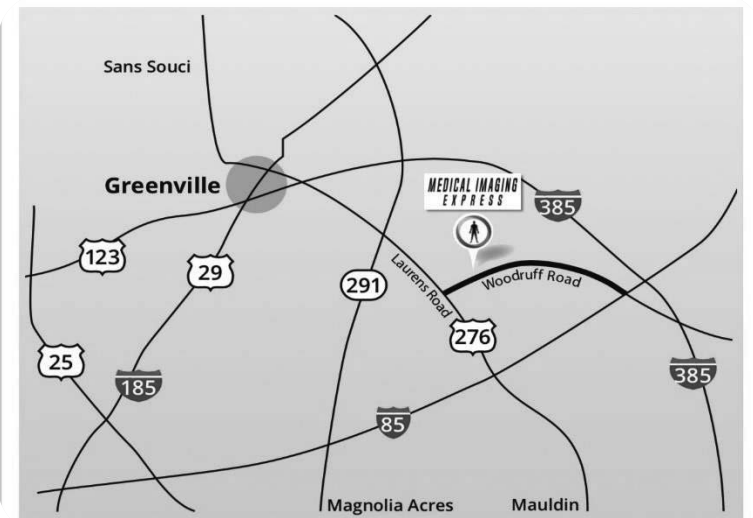 Sans Souci
Greenville
MEDICAL IMAGING
EXPRESS
385
123
29
291
Laurens Road
Woodruff Road
276
25
185
385
85
Magnolia Acres
Mauldin